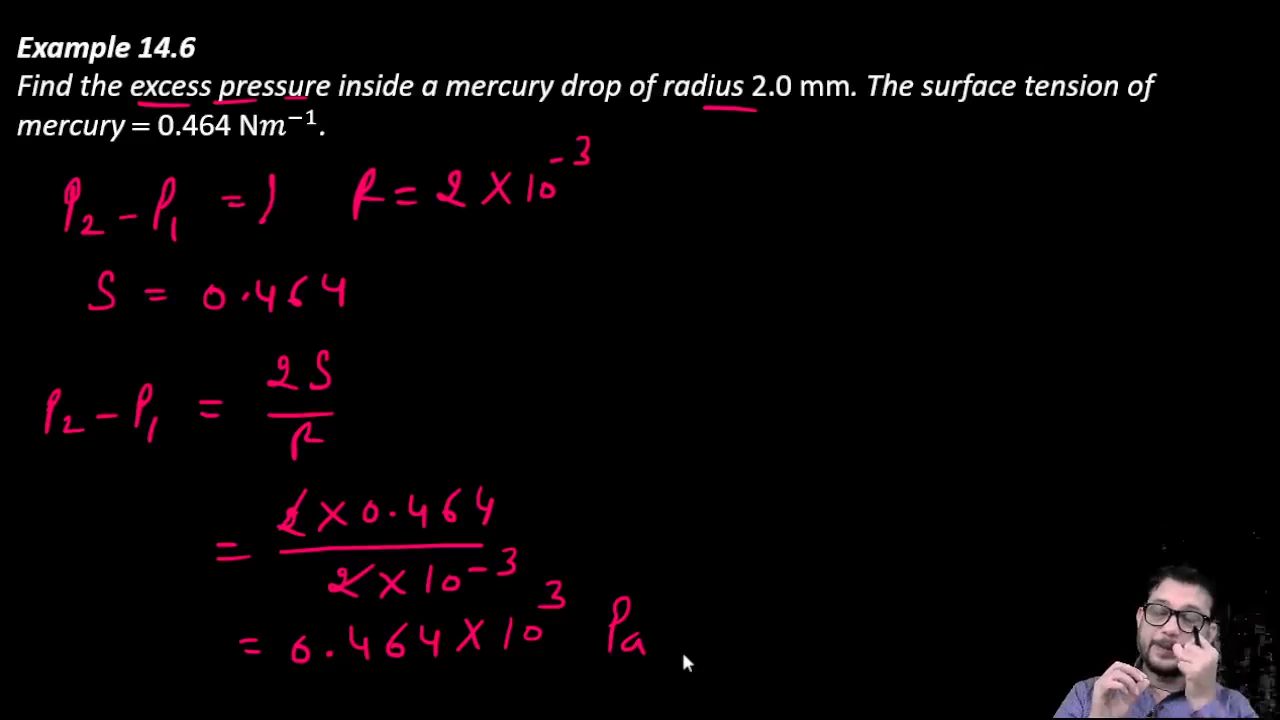 Example 14.6
Find the excess pressure inside a mercury drop of radius 2.0 mm. The surface tension of
mercury = 0.464 Nm⁻¹.
P₂ - P₁ = ) R = 2 × 10⁻³
S = 0.464
P₂ - P₁ = 2S / R
= 2 × 0.464 / 2 × 10⁻³
= 0.464 × 10³ Pa